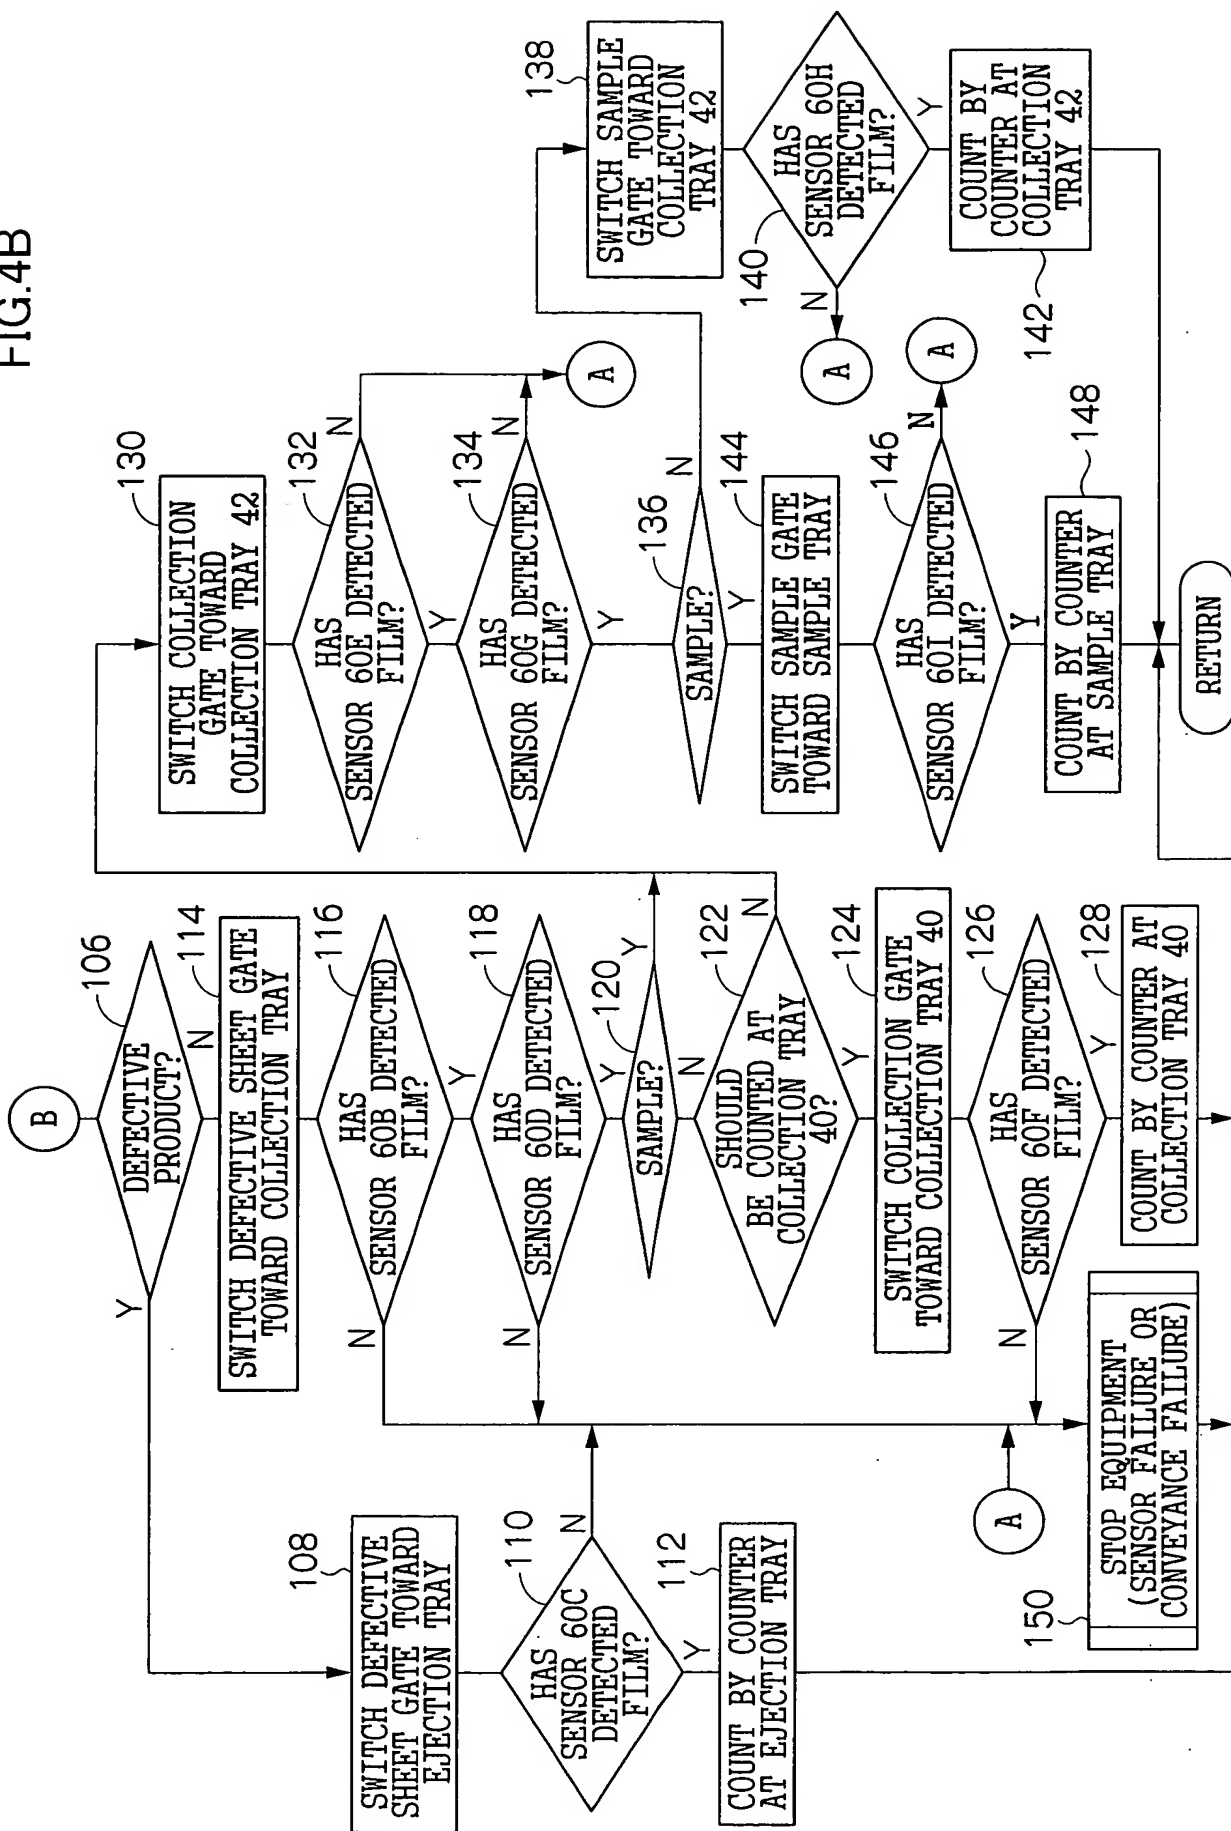 FIG.4B
B
106
DEFECTIVE
PRODUCT?
Y
N
108
SWITCH DEFECTIVE
SHEET GATE TOWARD
EJECTION TRAY
110
HAS
SENSOR 60C
DETECTED
FILM?
N
Y
112
COUNT BY COUNTER
AT EJECTION TRAY
114
SWITCH DEFECTIVE SHEET GATE
TOWARD COLLECTION TRAY
116
HAS
SENSOR 60B DETECTED
FILM?
N
Y
118
HAS
SENSOR 60D DETECTED
FILM?
N
Y
120
SAMPLE?
Y
N
122
SHOULD
BE COUNTED AT
COLLECTION TRAY
40?
N
Y
124
SWITCH COLLECTION GATE
TOWARD COLLECTION TRAY 40
126
HAS
SENSOR 60F DETECTED
FILM?
N
Y
128
COUNT BY COUNTER AT
COLLECTION TRAY 40
A
150
STOP EQUIPMENT
(SENSOR FAILURE OR
CONVEYANCE FAILURE)
130
SWITCH COLLECTION
GATE TOWARD
COLLECTION TRAY 42
132
HAS
SENSOR 60E DETECTED
FILM?
N
Y
134
HAS
SENSOR 60G DETECTED
FILM?
N
Y
A
136
SAMPLE?
N
Y
144
SWITCH SAMPLE GATE
TOWARD SAMPLE TRAY
146
HAS
SENSOR 60I DETECTED
FILM?
N
A
Y
148
COUNT BY COUNTER
AT SAMPLE TRAY
138
SWITCH SAMPLE
GATE TOWARD
COLLECTION
TRAY 42
140
HAS
SENSOR 60H
DETECTED
FILM?
N
A
Y
142
COUNT BY
COUNTER AT
COLLECTION
TRAY 42
RETURN